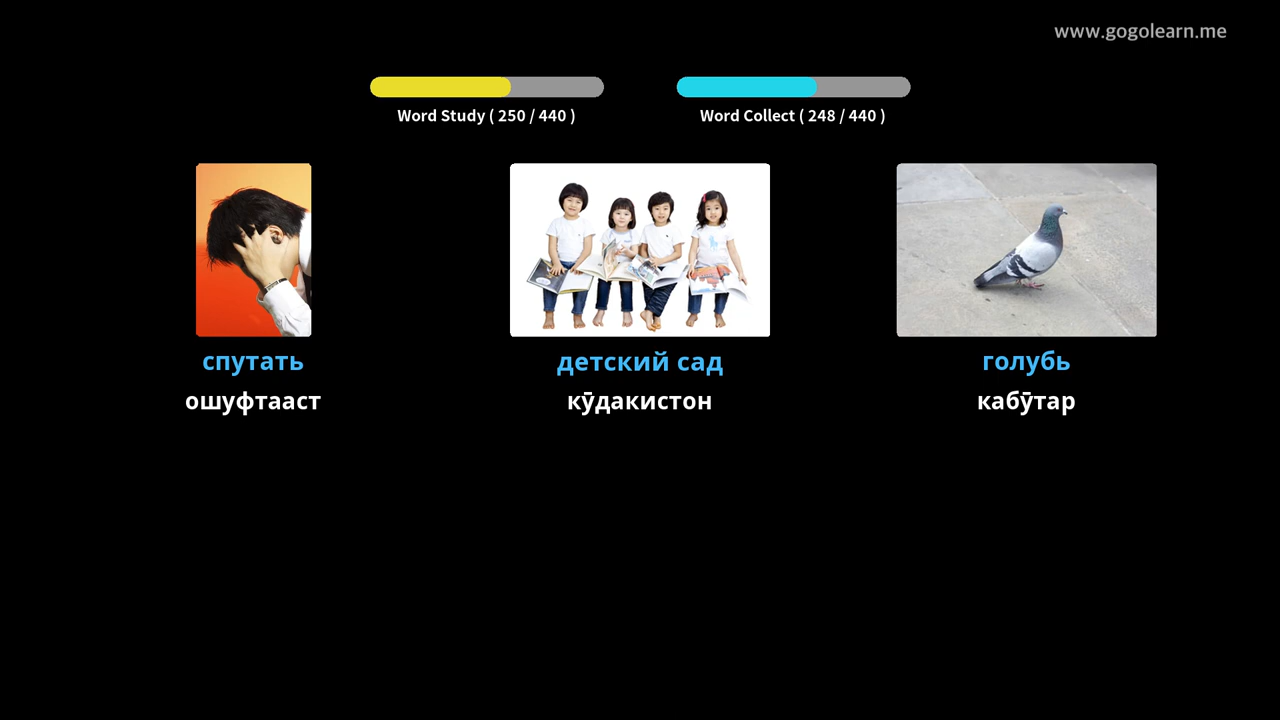 www.gogolearn.me
Word Study ( 250 / 440 )
Word Collect ( 248 / 440 )
спутать
детский сад
голубь
ошуфтааст
кӯдакистон
кабӯтар